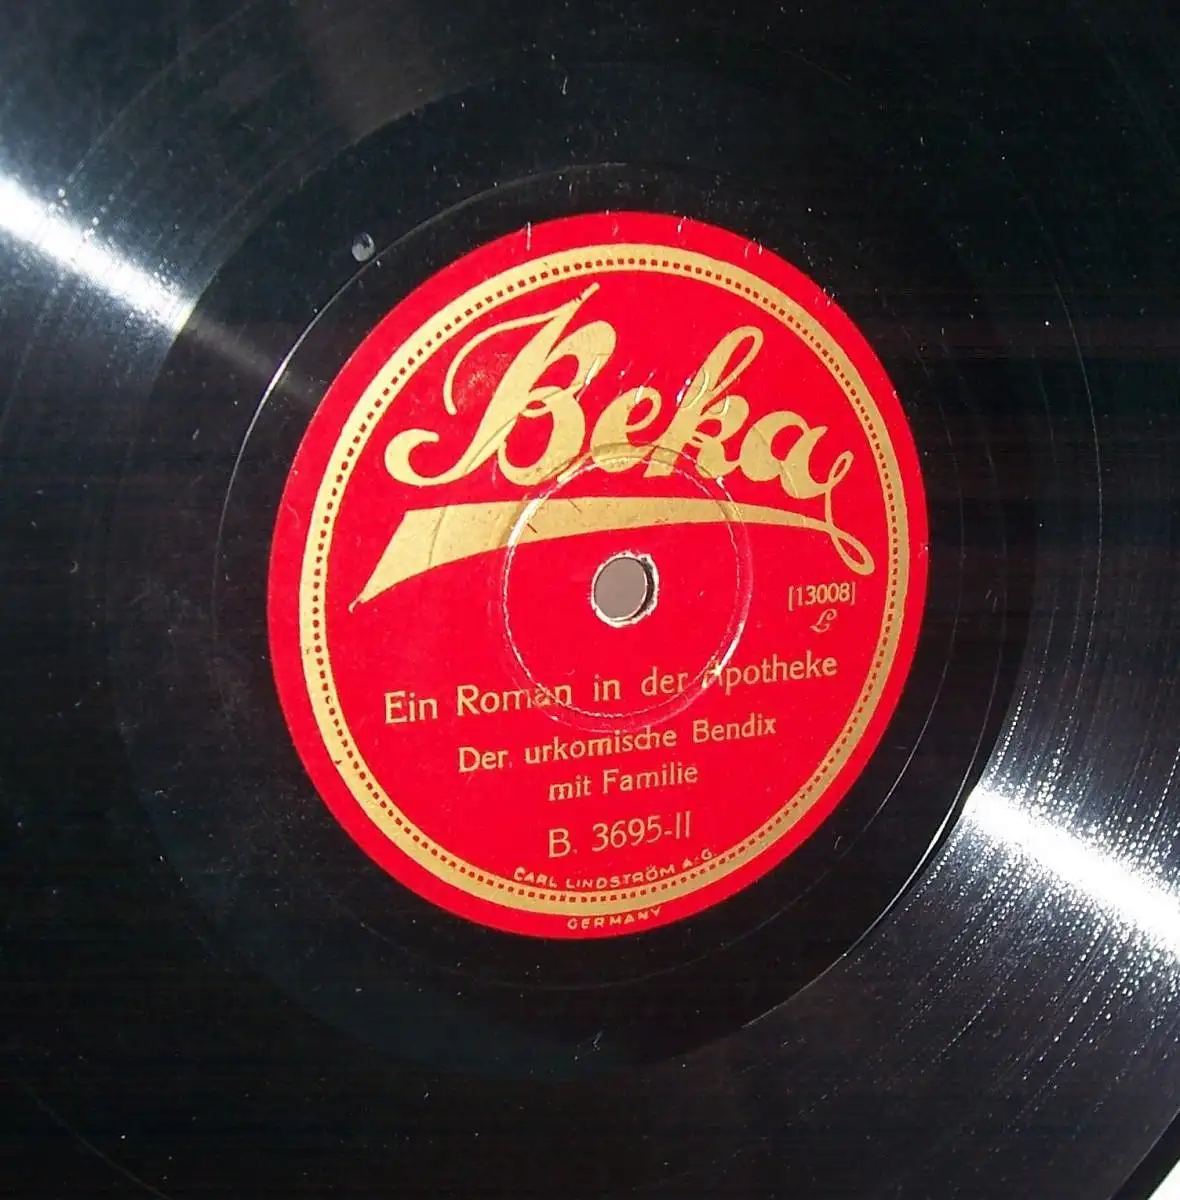 Beka
[13008]
L
Ein Roman in der Apotheke
Der urkomische Bendix
mit Familie
B. 3695-II
CARL LINDSTRÖM A.G.
GERMANY